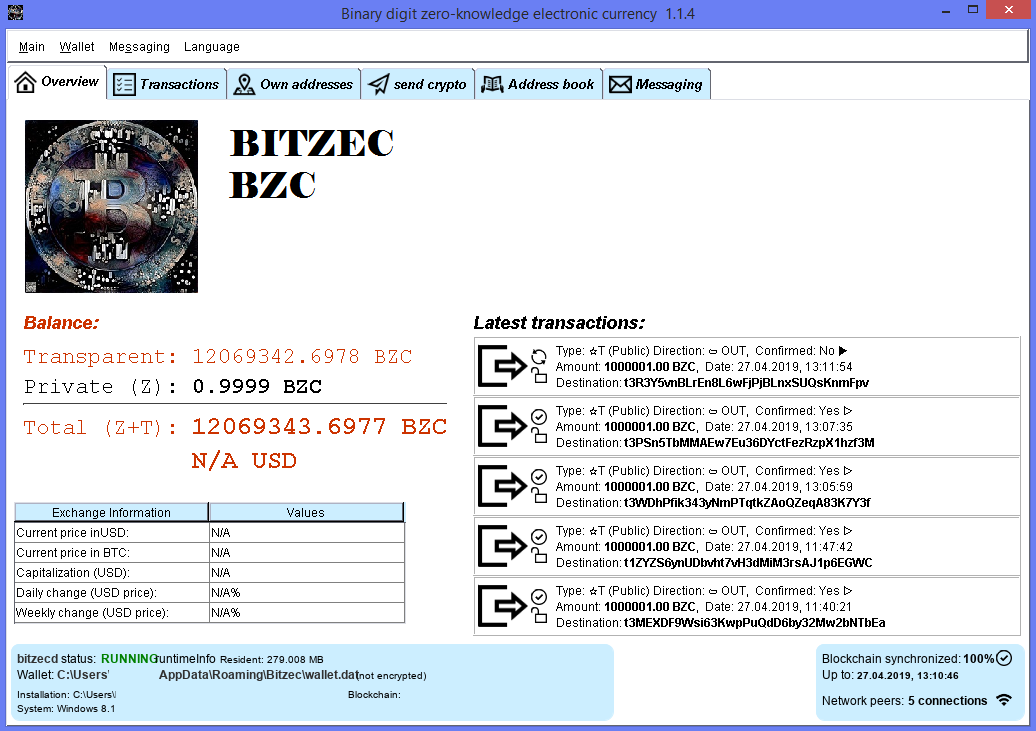 Binary digit zero-knowledge electronic currency 1.1.4
Main Wallet Messaging Language
Overview Transactions Own addresses send crypto Address book Messaging
BITZEC
BZC
Balance:
Transparent: 12069342.6978 BZC
Private (Z): 0.9999 BZC
Total (Z+T): 12069343.6977 BZC
N/A USD
Exchange Information Values
Current price inUSD: N/A
Current price in BTC: N/A
Capitalization (USD): N/A
Daily change (USD price): N/A%
Weekly change (USD price): N/A%
Latest transactions:
Type: ☆T (Public) Direction: ⇨ OUT, Confirmed: No ▶
Amount: 1000001.00 BZC, Date: 27.04.2019, 13:11:54
Destination: t3R3Y5vnBLrEn8L6wFjPjBLnxSUQsKnmFpv
Type: ☆T (Public) Direction: ⇨ OUT, Confirmed: Yes ▷
Amount: 1000001.00 BZC, Date: 27.04.2019, 13:07:35
Destination: t3PSn5TbMMAEw7Eu36DYctFezRzpX1hzf3M
Type: ☆T (Public) Direction: ⇨ OUT, Confirmed: Yes ▷
Amount: 1000001.00 BZC, Date: 27.04.2019, 13:05:59
Destination: t3WDhPfik343yNmPTqtkZAoQZeqA83K7Y3f
Type: ☆T (Public) Direction: ⇨ OUT, Confirmed: Yes ▷
Amount: 1000001.00 BZC, Date: 27.04.2019, 11:47:42
Destination: t1ZYZS6ynUDbvht7vH3dMiM3rsAJ1p6EGWC
Type: ☆T (Public) Direction: ⇨ OUT, Confirmed: Yes ▷
Amount: 1000001.00 BZC, Date: 27.04.2019, 11:40:21
Destination: t3MEXDF9Wsi63KwpPuQdD6by32Mw2bNTbEa
bitzecd status: RUNNING runtimeInfo Resident: 279.008 MB
Wallet: C:\Users' AppData\Roaming\Bitzec\wallet.dat (not encrypted)
Installation: C:\Users\ Blockchain:
System: Windows 8.1
Blockchain synchronized: 100%
Up to: 27.04.2019, 13:10:46
Network peers: 5 connections